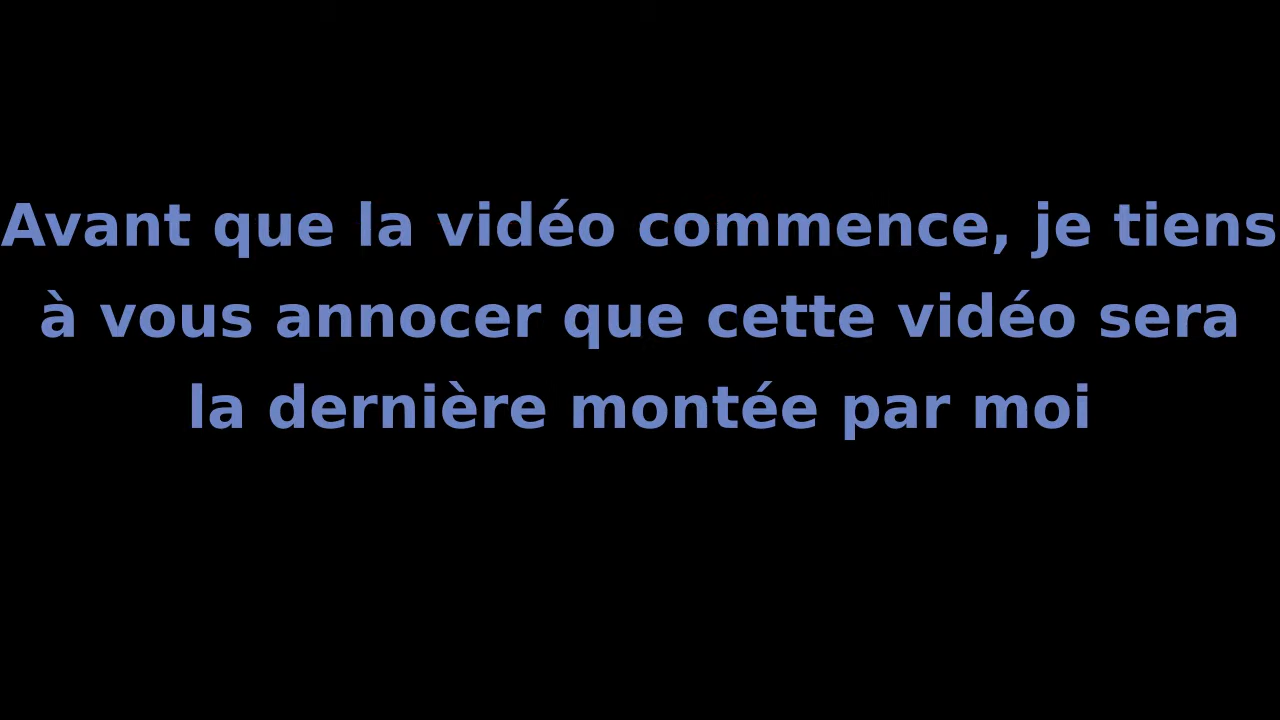 Avant que la vidéo commence, je tiens
à vous annocer que cette vidéo sera
la dernière montée par moi